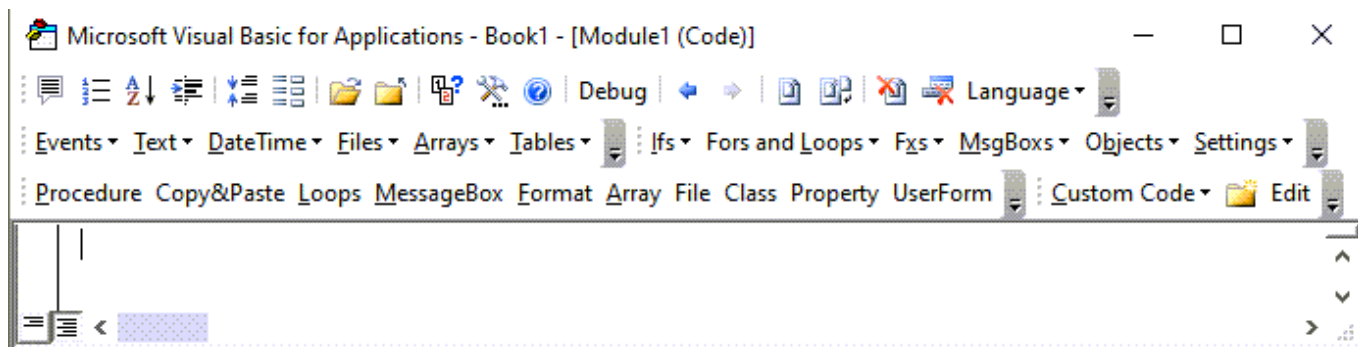 Microsoft Visual Basic for Applications - Book1 - [Module1 (Code)]
Debug Language
Events Text DateTime Files Arrays Tables Ifs Fors and Loops Fxs MsgBoxs Objects Settings
Procedure Copy&Paste Loops MessageBox Format Array File Class Property UserForm Custom Code Edit